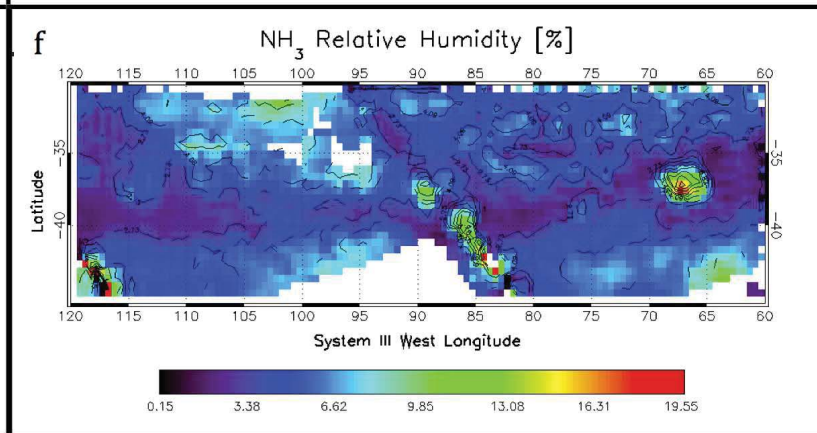 f
NH₃ Relative Humidity [%]
120 115 110 105 100 95 90 85 80 75 70 65 60
-35 -35
Latitude
-40 -40
120 115 110 105 100 95 90 85 80 75 70 65 60
System III West Longitude
0.15 3.38 6.62 9.85 13.08 16.31 19.55